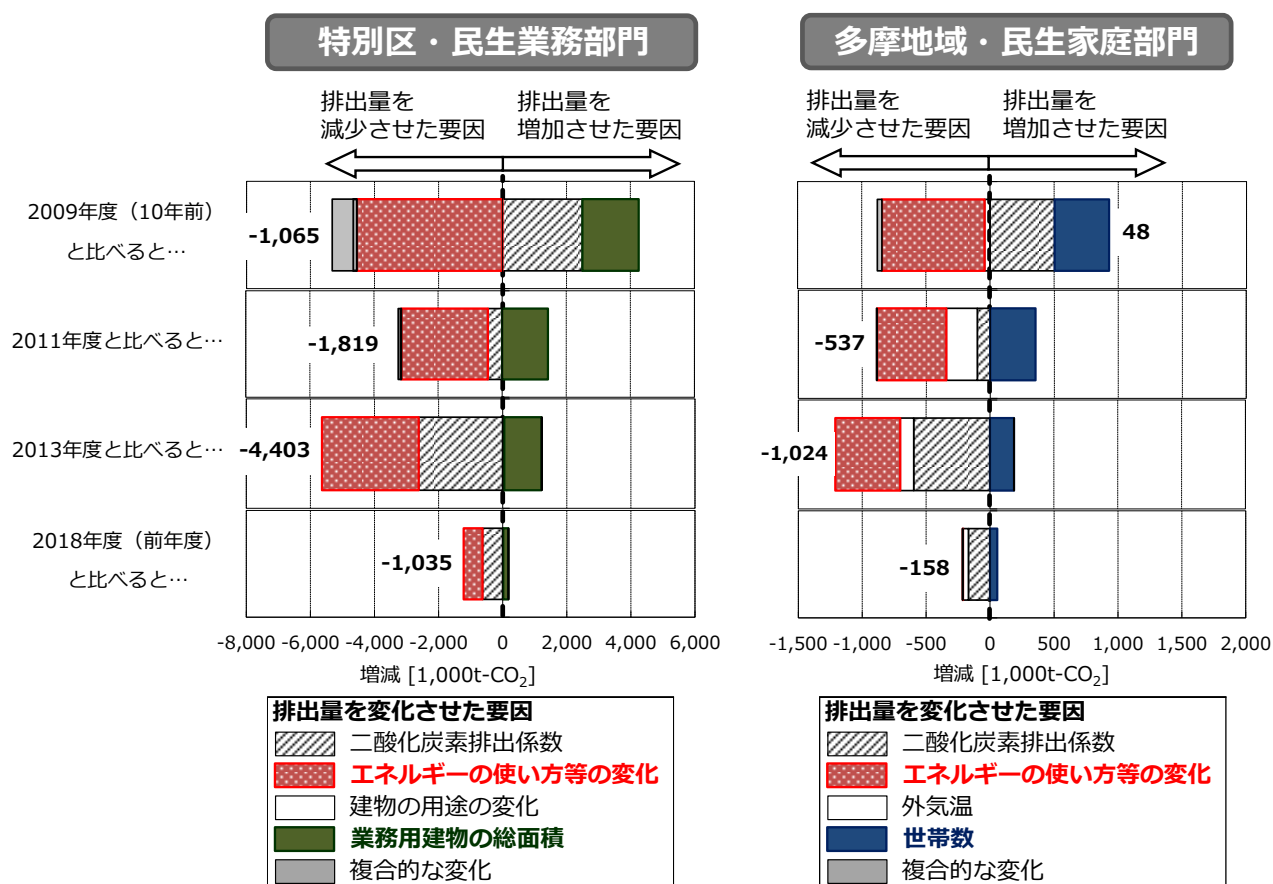 特別区・民生業務部門
排出量を
減少させた要因
排出量を
増加させた要因
2009年度（10年前）
と比べると…
-1,065
2011年度と比べると…
-1,819
2013年度と比べると…
-4,403
2018年度（前年度）
と比べると…
-1,035
-8,000 -6,000 -4,000 -2,000 0 2,000 4,000 6,000
増減 [1,000t-CO₂]
排出量を変化させた要因
二酸化炭素排出係数
エネルギーの使い方等の変化
建物の用途の変化
業務用建物の総面積
複合的な変化
多摩地域・民生家庭部門
排出量を
減少させた要因
排出量を
増加させた要因
48
-537
-1,024
-158
-1,500 -1,000 -500 0 500 1,000 1,500 2,000
増減 [1,000t-CO₂]
排出量を変化させた要因
二酸化炭素排出係数
エネルギーの使い方等の変化
外気温
世帯数
複合的な変化